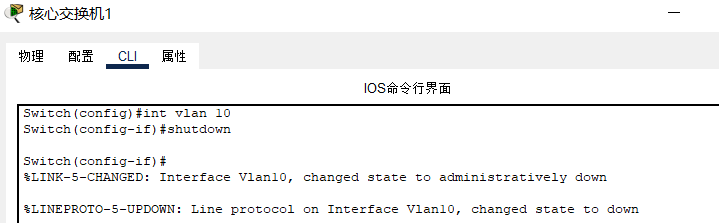 核心交换机1
物理 配置 CLI 属性
IOS命令行界面
Switch(config)#int vlan 10
Switch(config-if)#shutdown
Switch(config-if)#
%LINK-5-CHANGED: Interface Vlan10, changed state to administratively down
%LINEPROTO-5-UPDOWN: Line protocol on Interface Vlan10, changed state to down